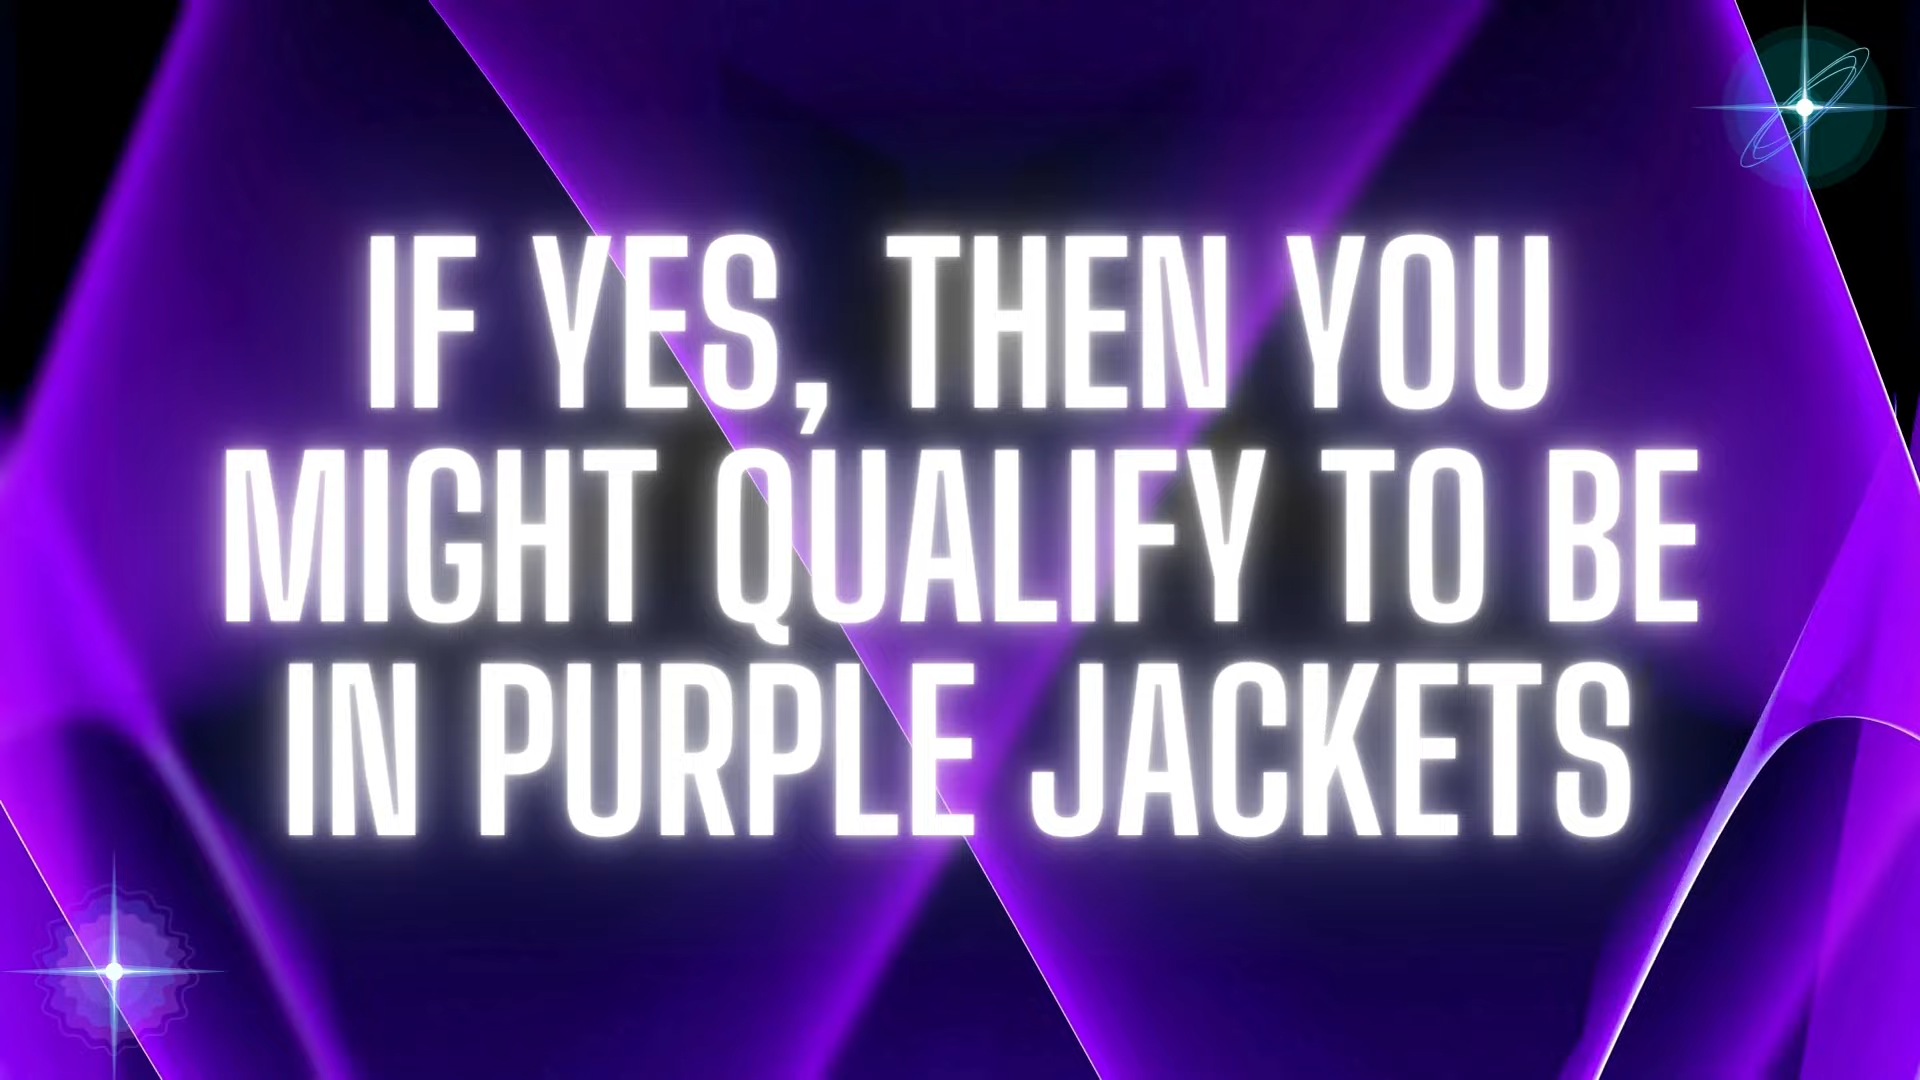 IF YES, THEN YOU
MIGHT QUALIFY TO BE
IN PURPLE JACKETS